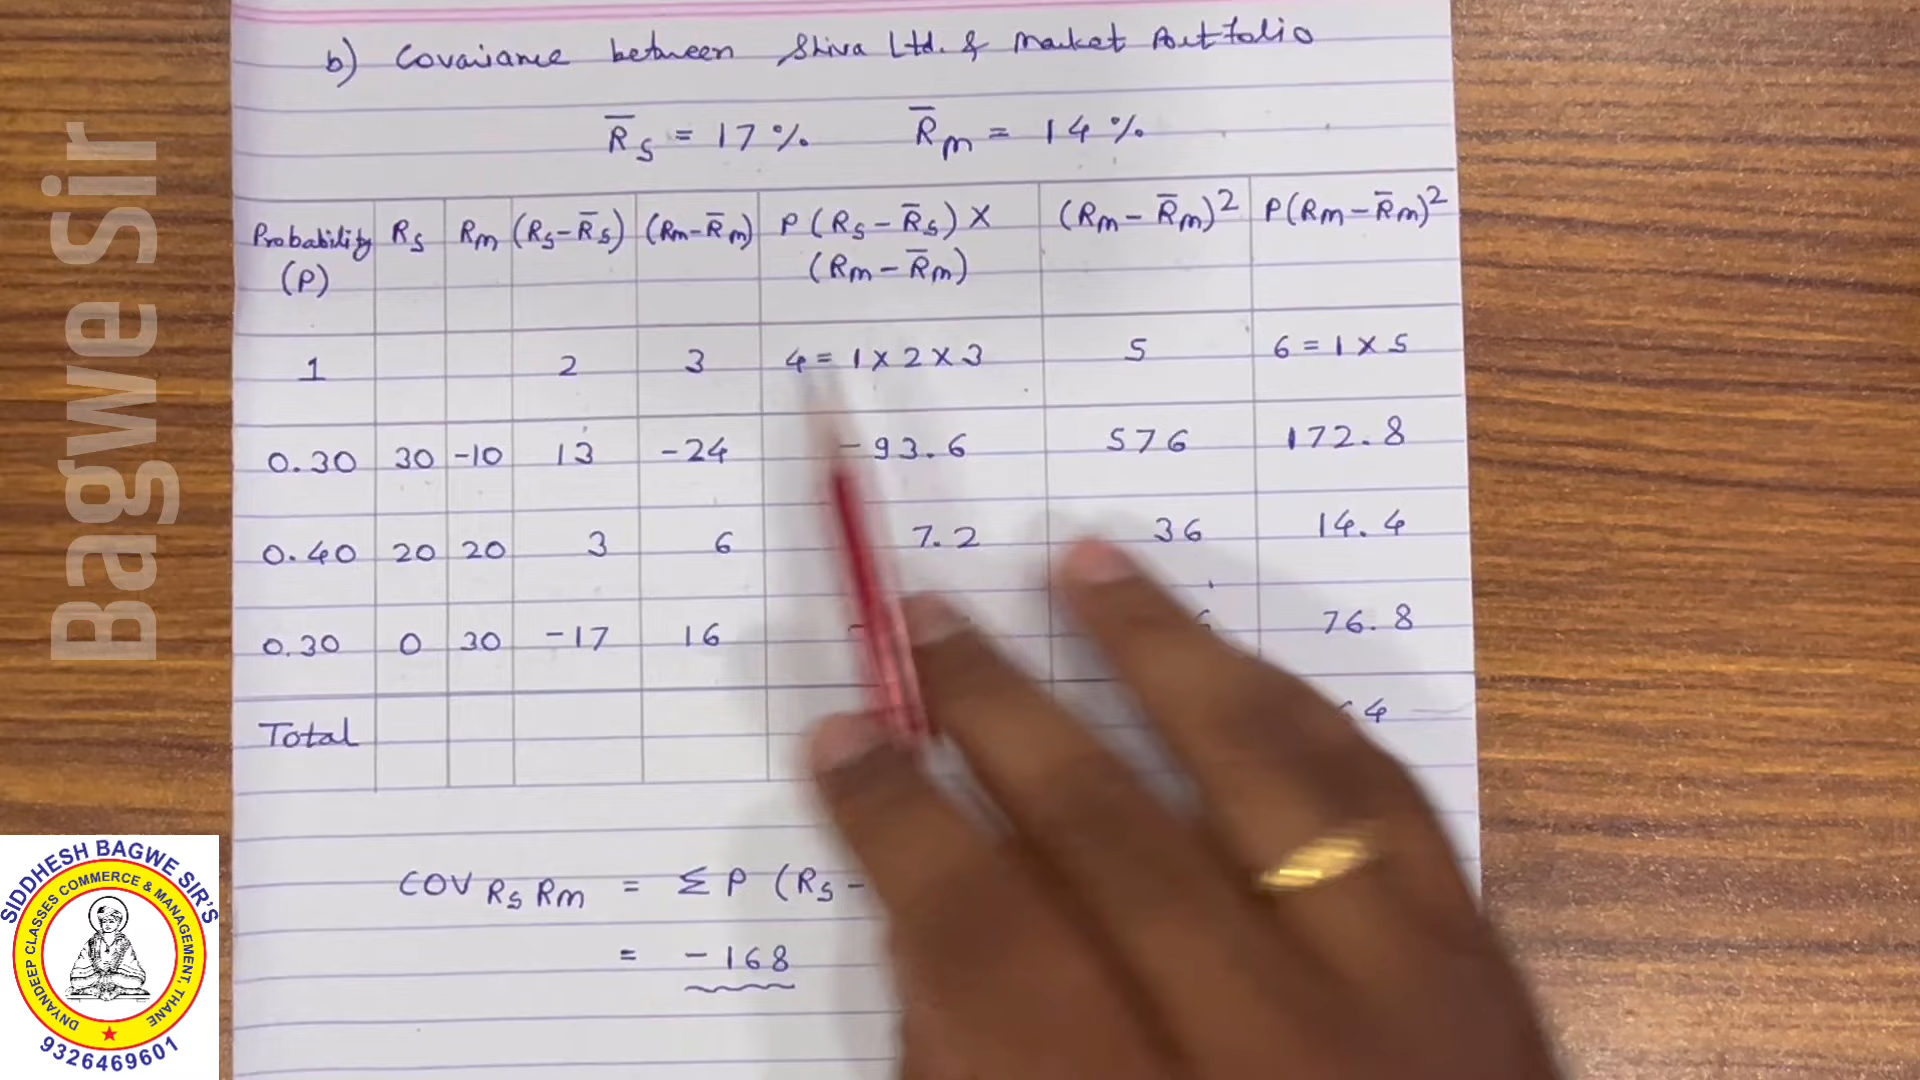 b) Covariance between Shiva Ltd. & Market Portfolio
R̅s = 17 % R̅m = 14 %
Probability (P) Rs Rm (Rs-R̅s) (Rm-R̅m) P (Rs - R̅s) X (Rm - R̅m) (Rm - R̅m)² P(Rm - R̅m)²
1 2 3 4 = 1 x 2 x 3 5 6 = 1 x 5
0.30 30 -10 13 -24 -93.6 576 172.8
0.40 20 20 3 6 7.2 36 14.4
0.30 0 30 -17 16 76.8
Total
COV Rs Rm = Σ P (Rs -
= -168
Bagwe Sir
SIDDHESH BAGWE SIR'S
DNYANDEEP CLASSES COMMERCE & MANAGEMENT, THANE
9326469601